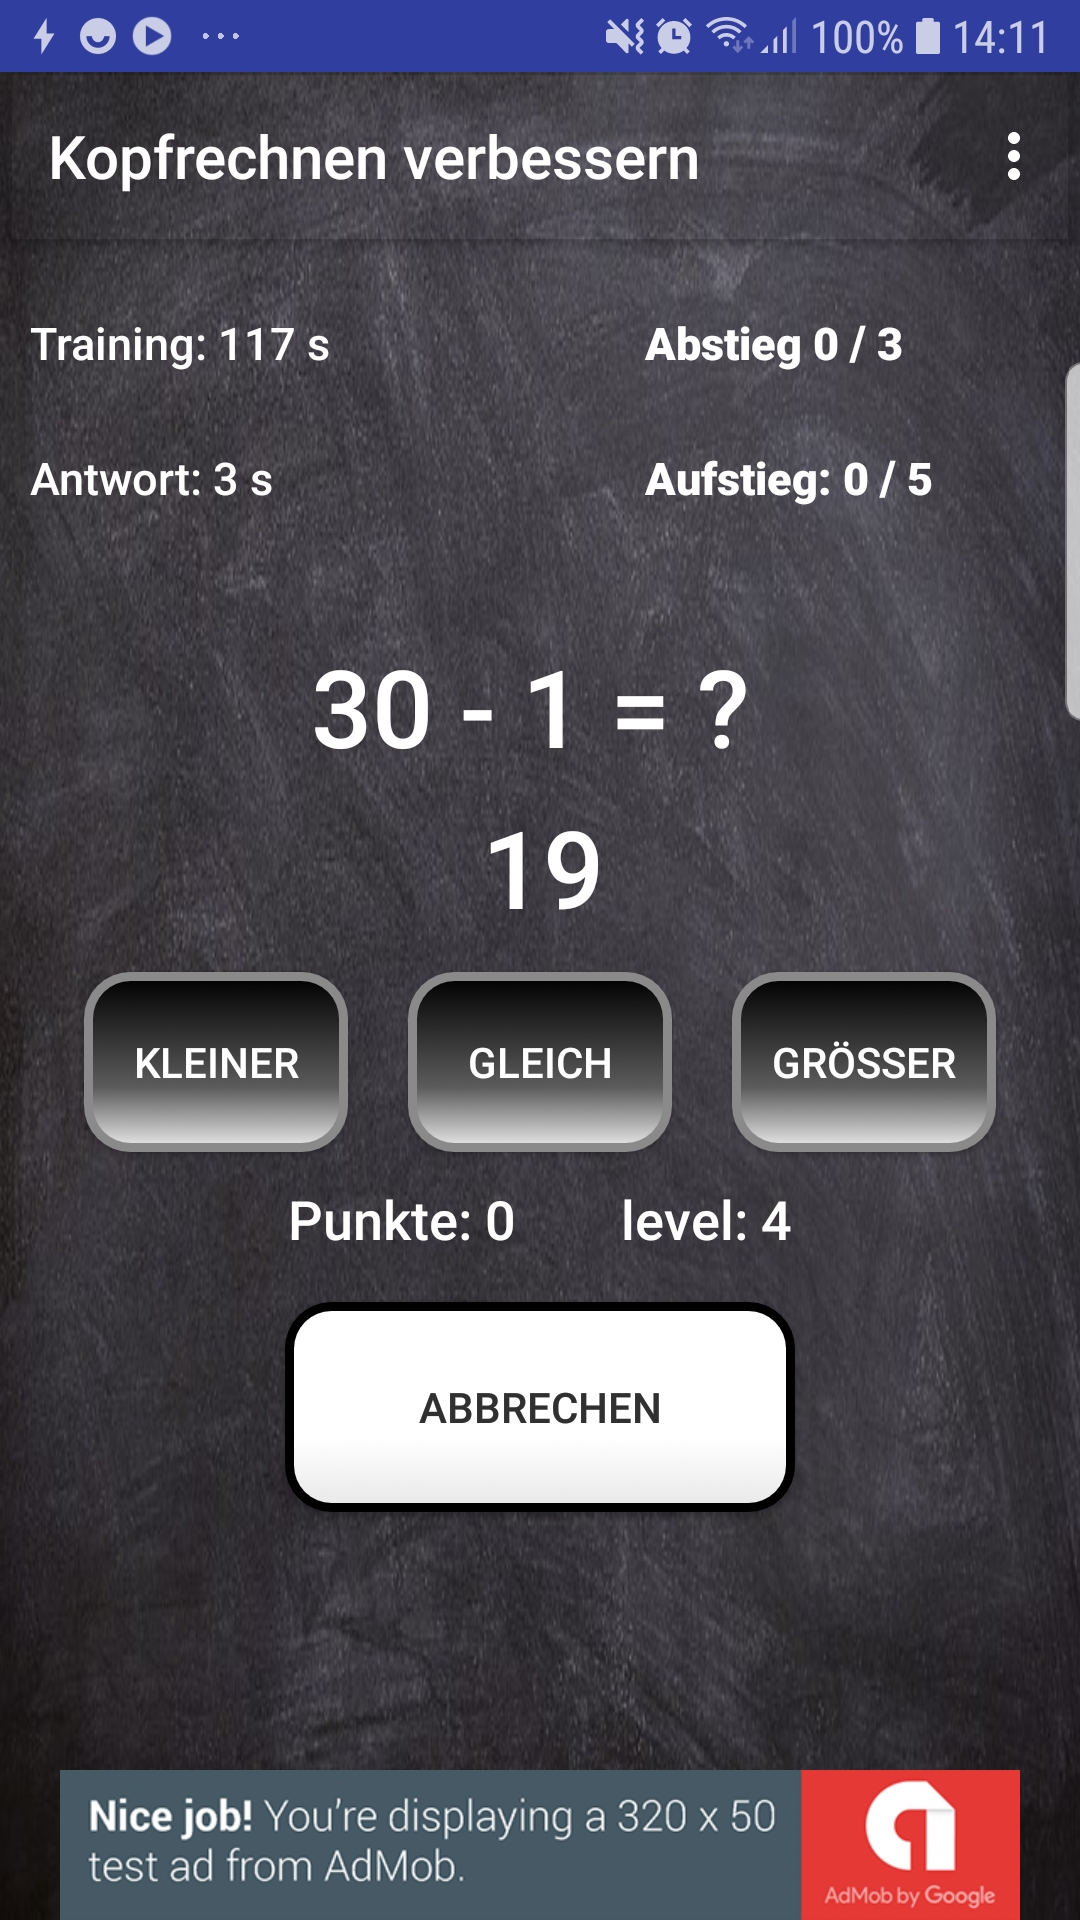 100% 14:11
Kopfrechnen verbessern
Training: 117 s
Abstieg 0 / 3
Antwort: 3 s
Aufstieg: 0 / 5
30 - 1 = ?
19
KLEINER
GLEICH
GRÖSSER
Punkte: 0
level: 4
ABBRECHEN
Nice job! You're displaying a 320 x 50
test ad from AdMob.
AdMob by Google